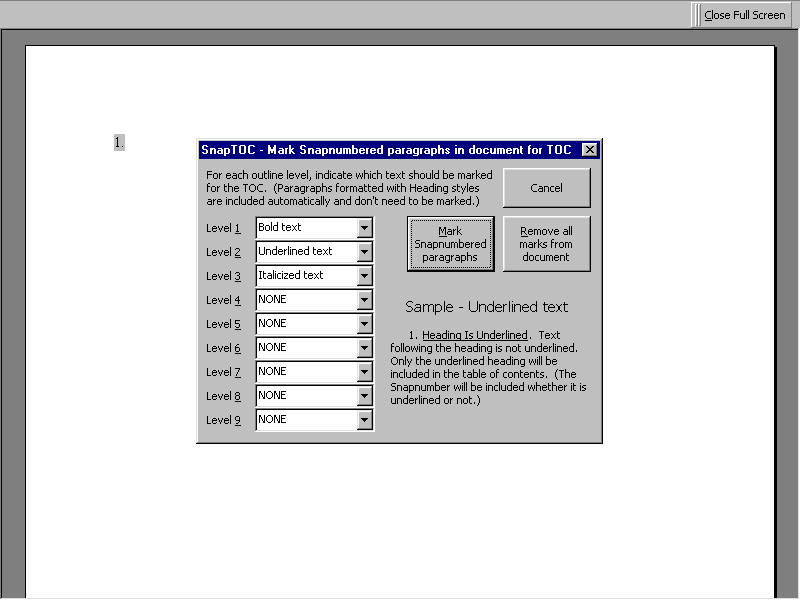 Close Full Screen
1.
SnapTOC - Mark Snapnumbered paragraphs in document for TOC
For each outline level, indicate which text should be marked
for the TOC. (Paragraphs formatted with Heading styles
are included automatically and don't need to be marked.)
Cancel
Level 1 Bold text
Level 2 Underlined text
Level 3 Italicized text
Level 4 NONE
Level 5 NONE
Level 6 NONE
Level 7 NONE
Level 8 NONE
Level 9 NONE
Mark
Snapnumbered
paragraphs
Remove all
marks from
document
Sample - Underlined text
1. Heading Is Underlined. Text
following the heading is not underlined.
Only the underlined heading will be
included in the table of contents. (The
Snapnumber will be included whether it is
underlined or not.)